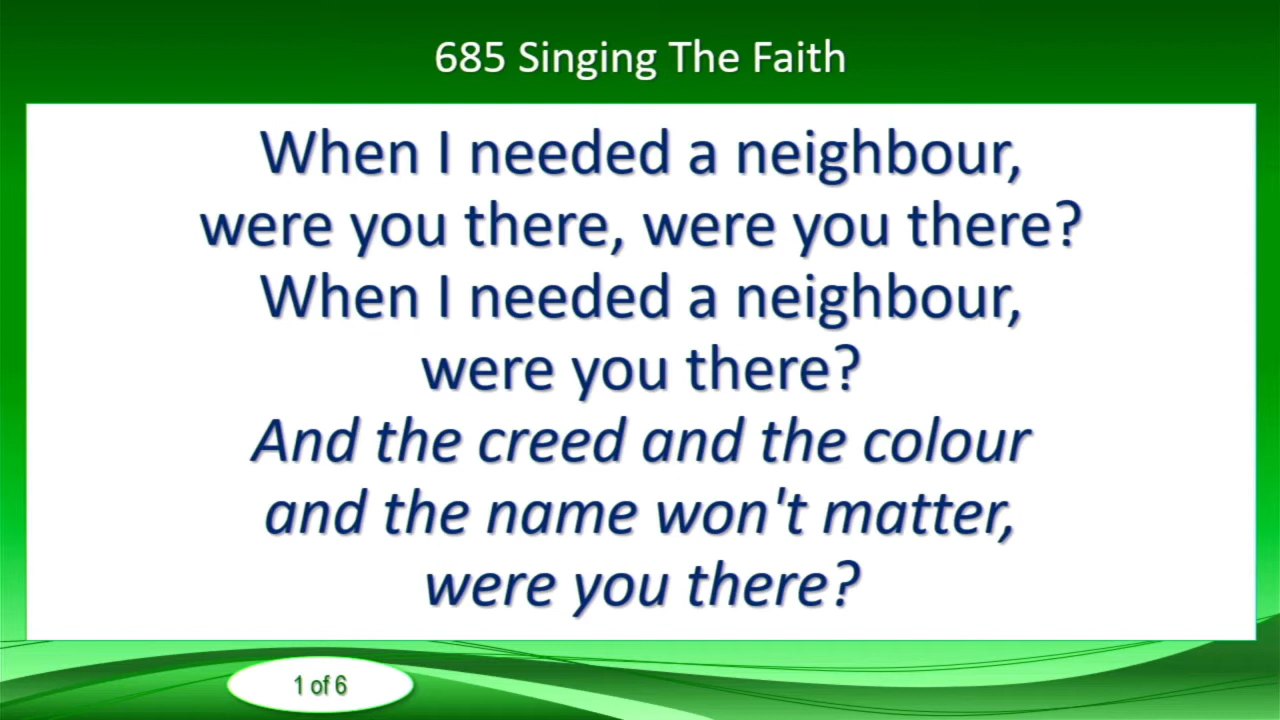 685 Singing The Faith
When I needed a neighbour,
were you there, were you there?
When I needed a neighbour,
were you there?
And the creed and the colour
and the name won't matter,
were you there?
1 of 6